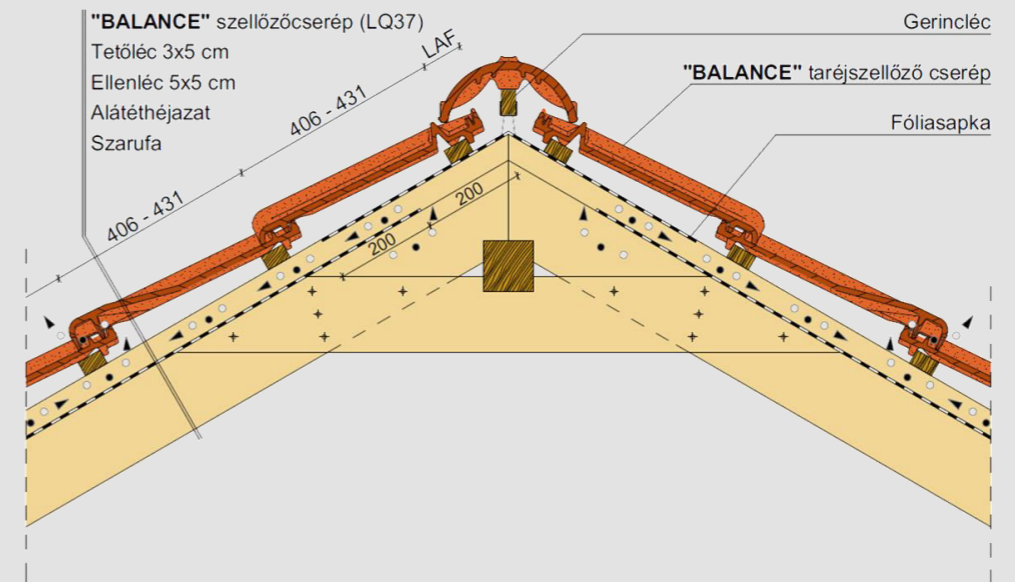 "BALANCE" szellőzőcserép (LQ37)
Tetőléc 3x5 cm
Ellenléc 5x5 cm
Alátéthéjazat
Szarufa
LAF
406 - 431
406 - 431
Gerincléc
"BALANCE" taréjszellőző cserép
Fóliasapka
200
200